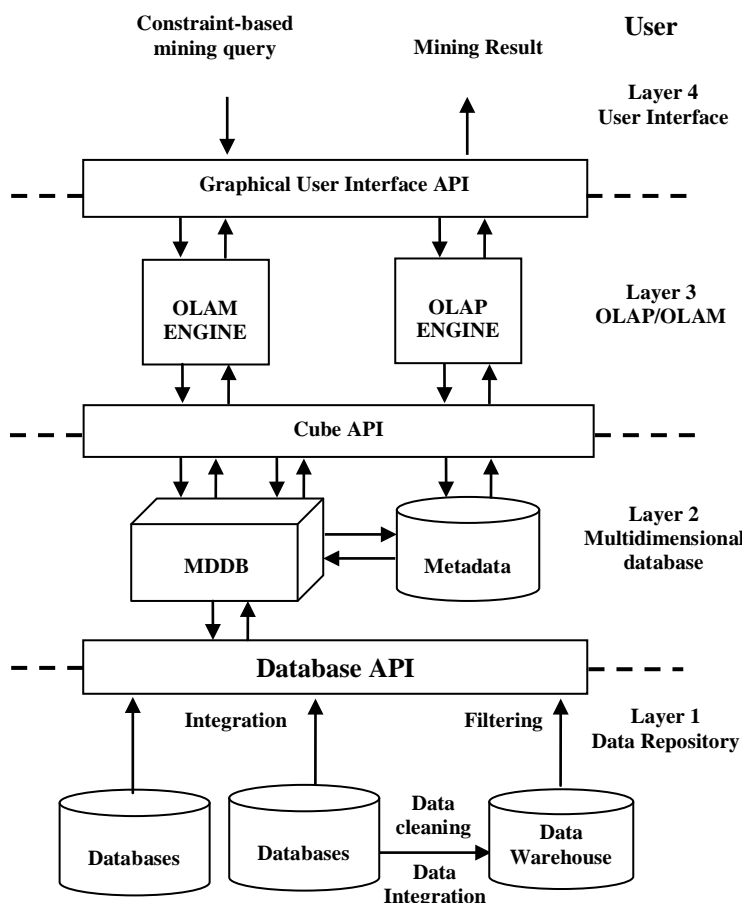 Constraint-based
mining query
Mining Result
User
Layer 4
User Interface
Graphical User Interface API
OLAM
ENGINE
OLAP
ENGINE
Layer 3
OLAP/OLAM
Cube API
MDDB
Metadata
Layer 2
Multidimensional
database
Database API
Integration
Filtering
Layer 1
Data Repository
Databases
Databases
Data
cleaning
Data
Integration
Data
Warehouse